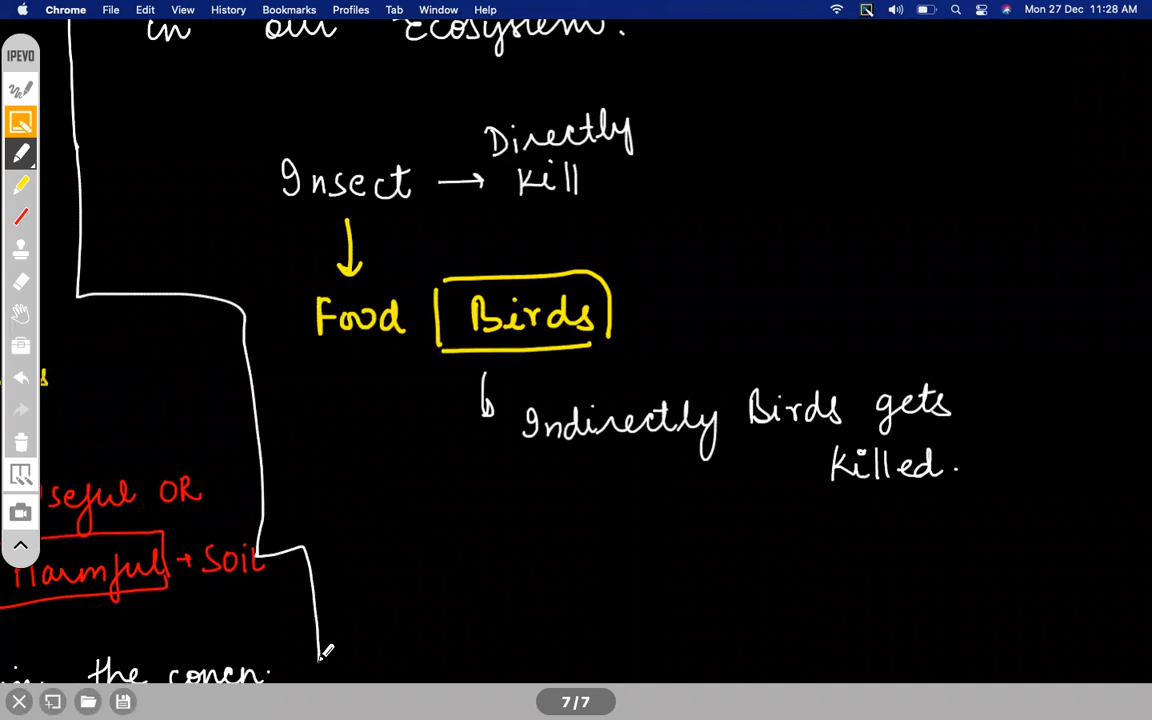 Chrome File Edit View History Bookmarks Profiles Tab Window Help Mon 27 Dec 11:28 AM
IPEVO
in our Ecosystem.
Directly
Insect → Kill
Food Birds
Indirectly Birds gets
killed.
seful OR
Harmful → Soil
the concn.
7/7